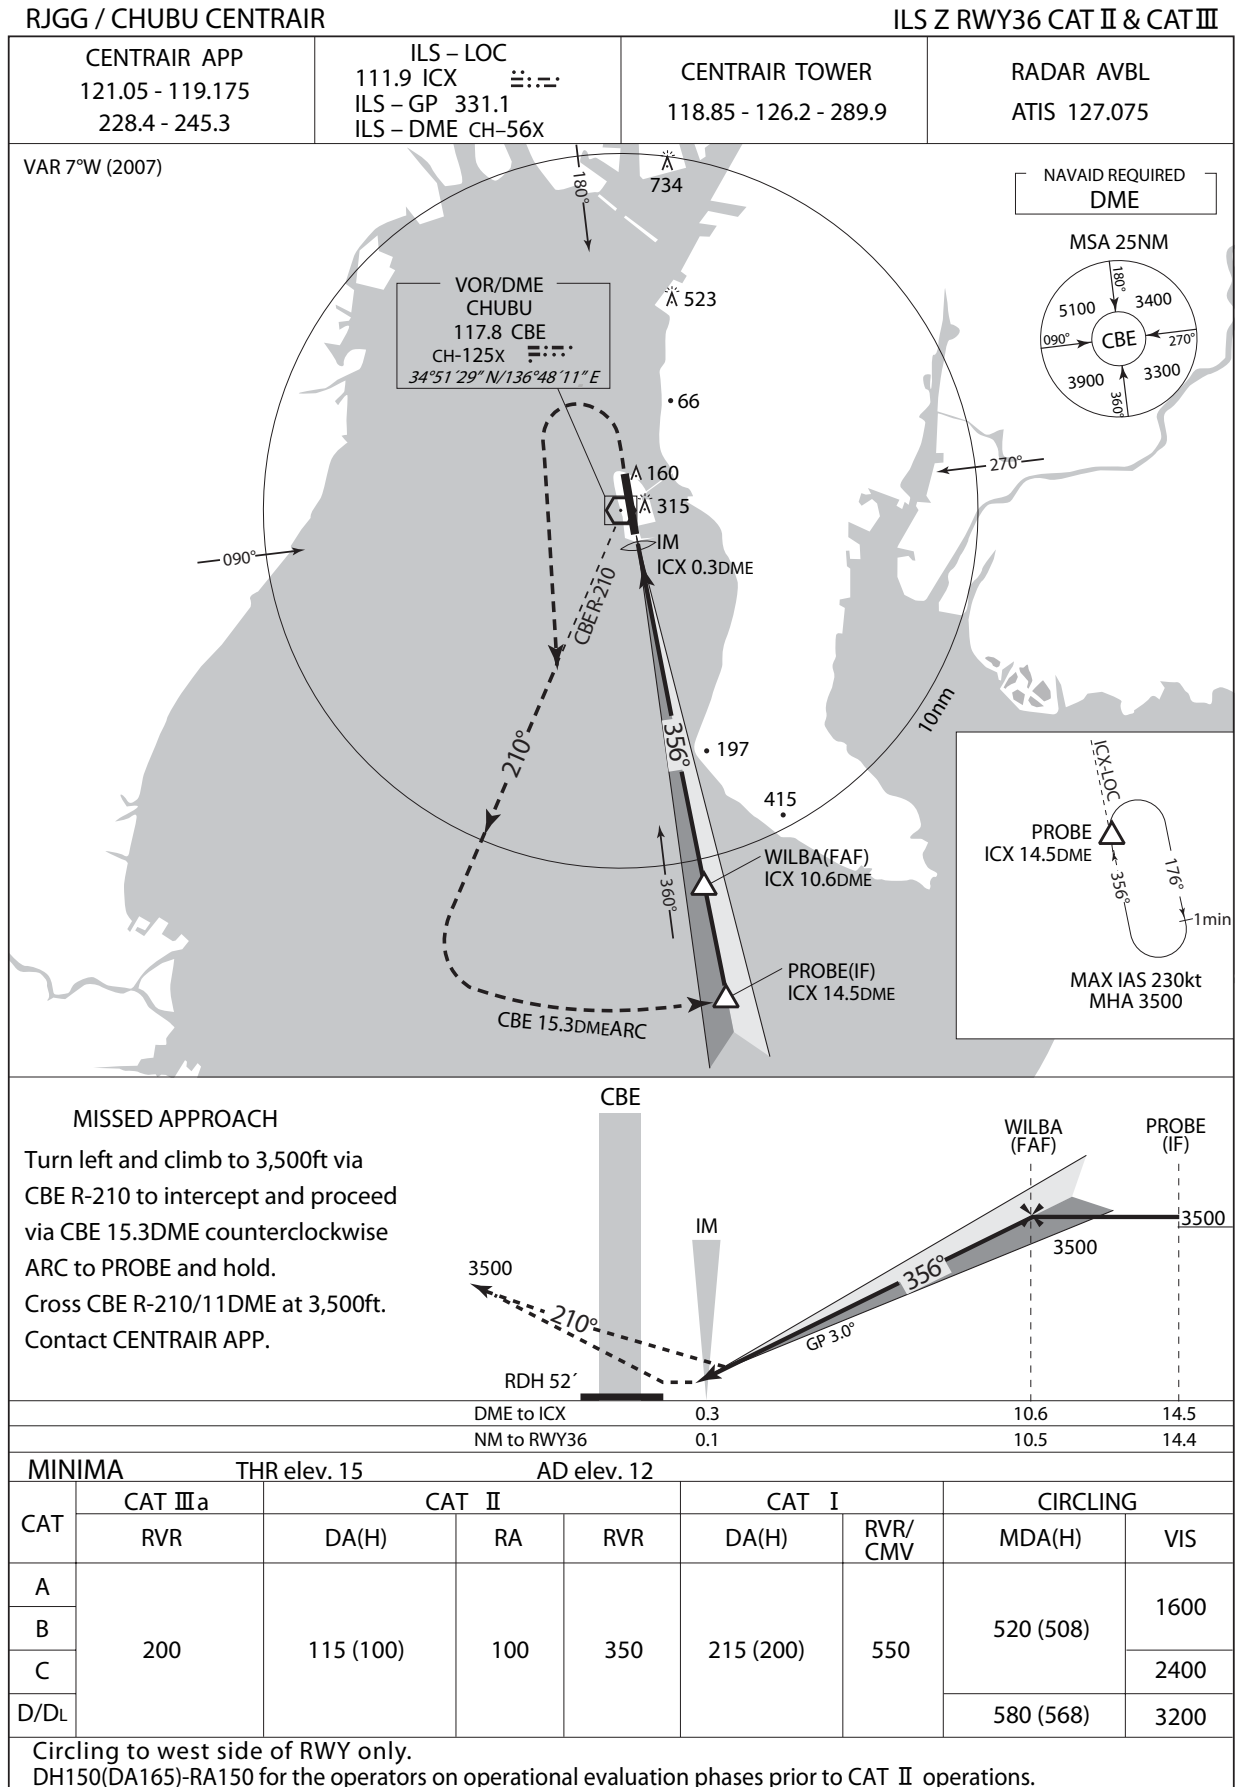 RJGG / CHUBU CENTRAIR
ILS Z RWY36 CAT Ⅱ & CAT Ⅲ
CENTRAIR APP
121.05 - 119.175
228.4 - 245.3
ILS – LOC
111.9 ICX
ILS – GP 331.1
ILS – DME CH–56X
CENTRAIR TOWER
118.85 - 126.2 - 289.9
RADAR AVBL
ATIS 127.075
VAR 7°W (2007)
180°
734
NAVAID REQUIRED
DME
MSA 25NM
180°
5100
3400
090°
CBE
270°
3900
3300
360°
VOR/DME
CHUBU
117.8 CBE
CH-125X
34°51´29” N/136°48´11” E
523
66
160
315
270°
IM
ICX 0.3DME
090°
CBE R-210
10nm
210°
356°
197
415
WILBA(FAF)
ICX 10.6DME
360°
PROBE(IF)
ICX 14.5DME
CBE 15.3DMEARC
ICX-LOC
PROBE
ICX 14.5DME
356°
176°
1min
MAX IAS 230kt
MHA 3500
MISSED APPROACH
Turn left and climb to 3,500ft via
CBE R-210 to intercept and proceed
via CBE 15.3DME counterclockwise
ARC to PROBE and hold.
Cross CBE R-210/11DME at 3,500ft.
Contact CENTRAIR APP.
CBE
WILBA
(FAF)
PROBE
(IF)
IM
3500
3500
3500
356°
210°
GP 3.0°
RDH 52´
DME to ICX 0.3 10.6 14.5
NM to RWY36 0.1 10.5 14.4
MINIMA THR elev. 15 AD elev. 12
CAT CAT Ⅲa CAT Ⅱ CAT Ⅰ CIRCLING
RVR DA(H) RA RVR DA(H) RVR/CMV MDA(H) VIS
A
B
C
D/DL
200 115 (100) 100 350 215 (200) 550
520 (508)
1600
2400
580 (568) 3200
Circling to west side of RWY only.
DH150(DA165)-RA150 for the operators on operational evaluation phases prior to CAT Ⅱ operations.